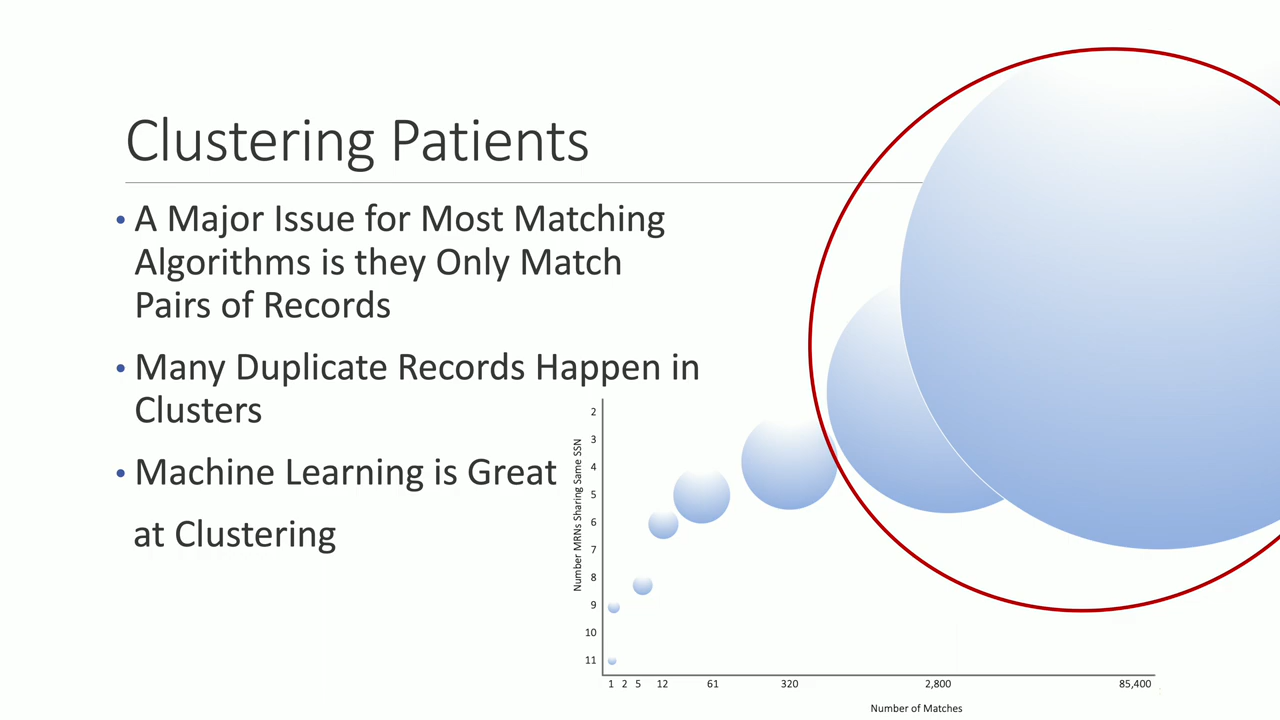 Clustering Patients
• A Major Issue for Most Matching
Algorithms is they Only Match
Pairs of Records
• Many Duplicate Records Happen in
Clusters
• Machine Learning is Great
at Clustering
Number MRNs Sharing Same SSN
2
3
4
5
6
7
8
9
10
11
1 2 5 12 61 320 2,800 85,400
Number of Matches